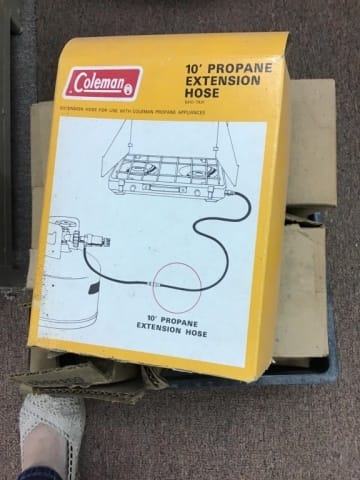 Coleman
10' PROPANE
EXTENSION
HOSE
EXTENSION HOSE FOR USE WITH COLEMAN PROPANE APPLIANCES
10' PROPANE
EXTENSION HOSE